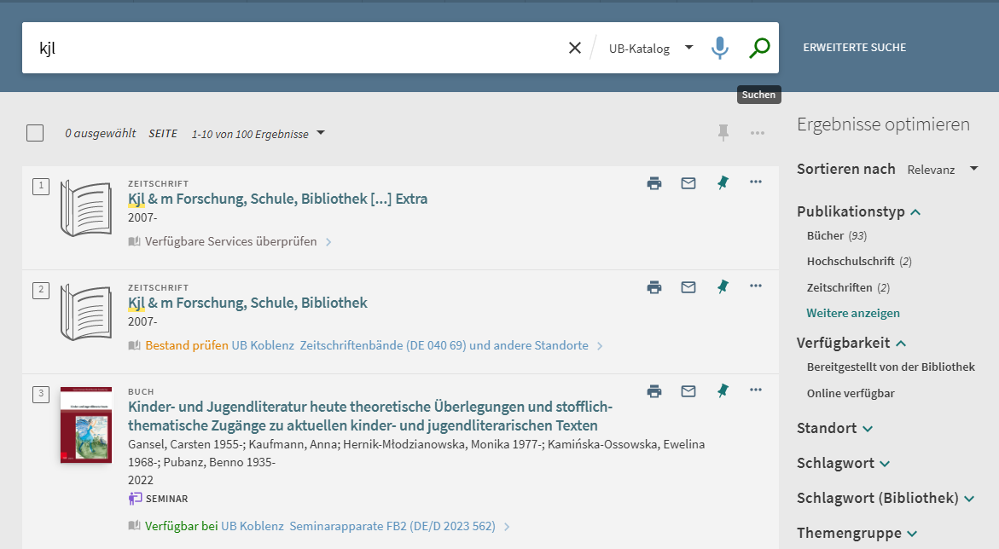 kjl
UB-Katalog
ERWEITERTE SUCHE
Suchen
0 ausgewählt SEITE 1-10 von 100 Ergebnisse
1
ZEITSCHRIFT
Kjl & m Forschung, Schule, Bibliothek [...] Extra
2007-
Verfügbare Services überprüfen
2
ZEITSCHRIFT
Kjl & m Forschung, Schule, Bibliothek
2007-
Bestand prüfen UB Koblenz Zeitschriftenbände (DE 040 69) und andere Standorte
3
BUCH
Kinder- und Jugendliteratur heute theoretische Überlegungen und stofflich-
thematische Zugänge zu aktuellen kinder- und jugendliterarischen Texten
Gansel, Carsten 1955-; Kaufmann, Anna; Hernik-Młodzianowska, Monika 1977-; Kamińska-Ossowska, Ewelina
1968-; Pubanz, Benno 1935-
2022
SEMINAR
Verfügbar bei UB Koblenz Seminarapparate FB2 (DE/D 2023 562)
Ergebnisse optimieren
Sortieren nach Relevanz
Publikationstyp
Bücher (93)
Hochschulschrift (2)
Zeitschriften (2)
Weitere anzeigen
Verfügbarkeit
Bereitgestellt von der Bibliothek
Online verfügbar
Standort
Schlagwort
Schlagwort (Bibliothek)
Themengruppe